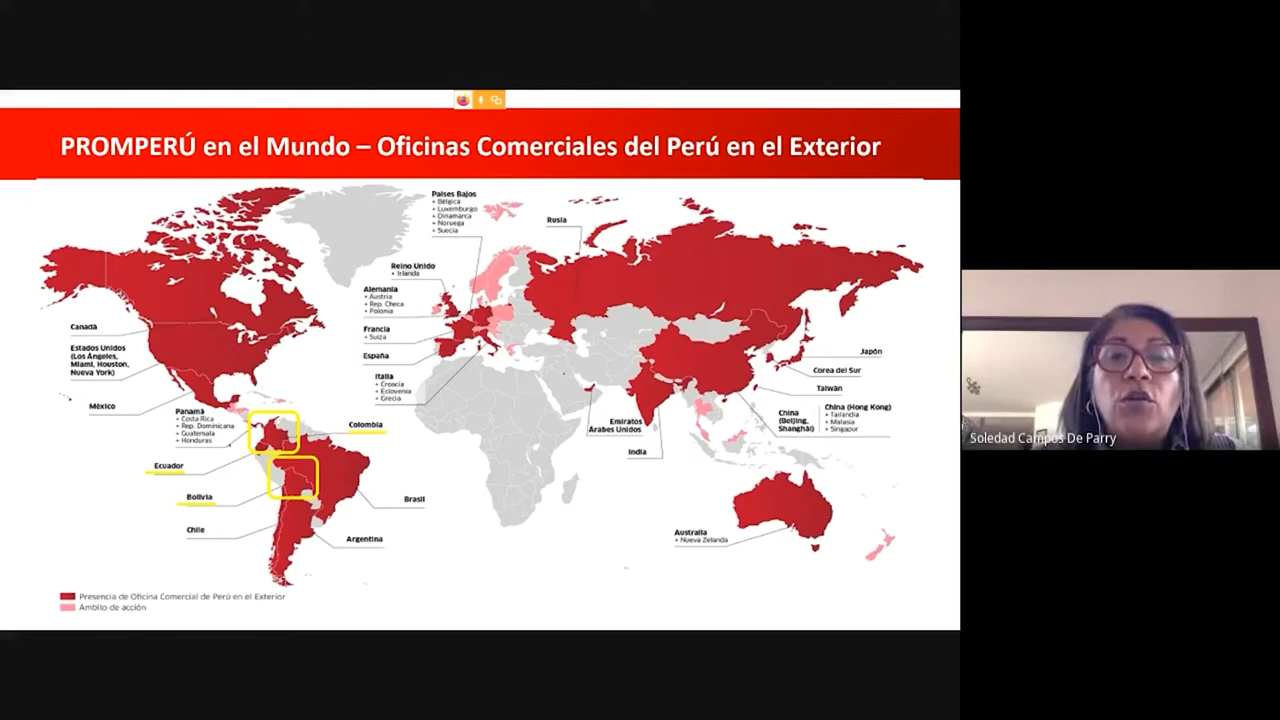 PROMPERÚ en el Mundo – Oficinas Comerciales del Perú en el Exterior
Países Bajos
+ Bélgica
+ Luxemburgo
+ Dinamarca
+ Noruega
+ Suecia
Rusia
Reino Unido
+ Irlanda
Alemania
+ Austria
+ Rep. Checa
+ Polonia
Francia
+ Suiza
España
Italia
+ Croacia
+ Eslovenia
+ Grecia
Canadá
Estados Unidos
(Los Ángeles,
Miami, Houston,
Nueva York)
México
Panamá
+ Costa Rica
+ Rep. Dominicana
+ Guatemala
+ Honduras
Colombia
Ecuador
Bolivia
Chile
Brasil
Argentina
Emiratos
Árabes Unidos
India
Japón
Corea del Sur
Taiwán
China
(Beijing,
Shanghái)
China (Hong Kong)
+ Tailandia
+ Malasia
+ Singapur
Australia
+ Nueva Zelanda
Presencia de Oficina Comercial de Perú en el Exterior
Ámbito de acción
Soledad Campos De Parry